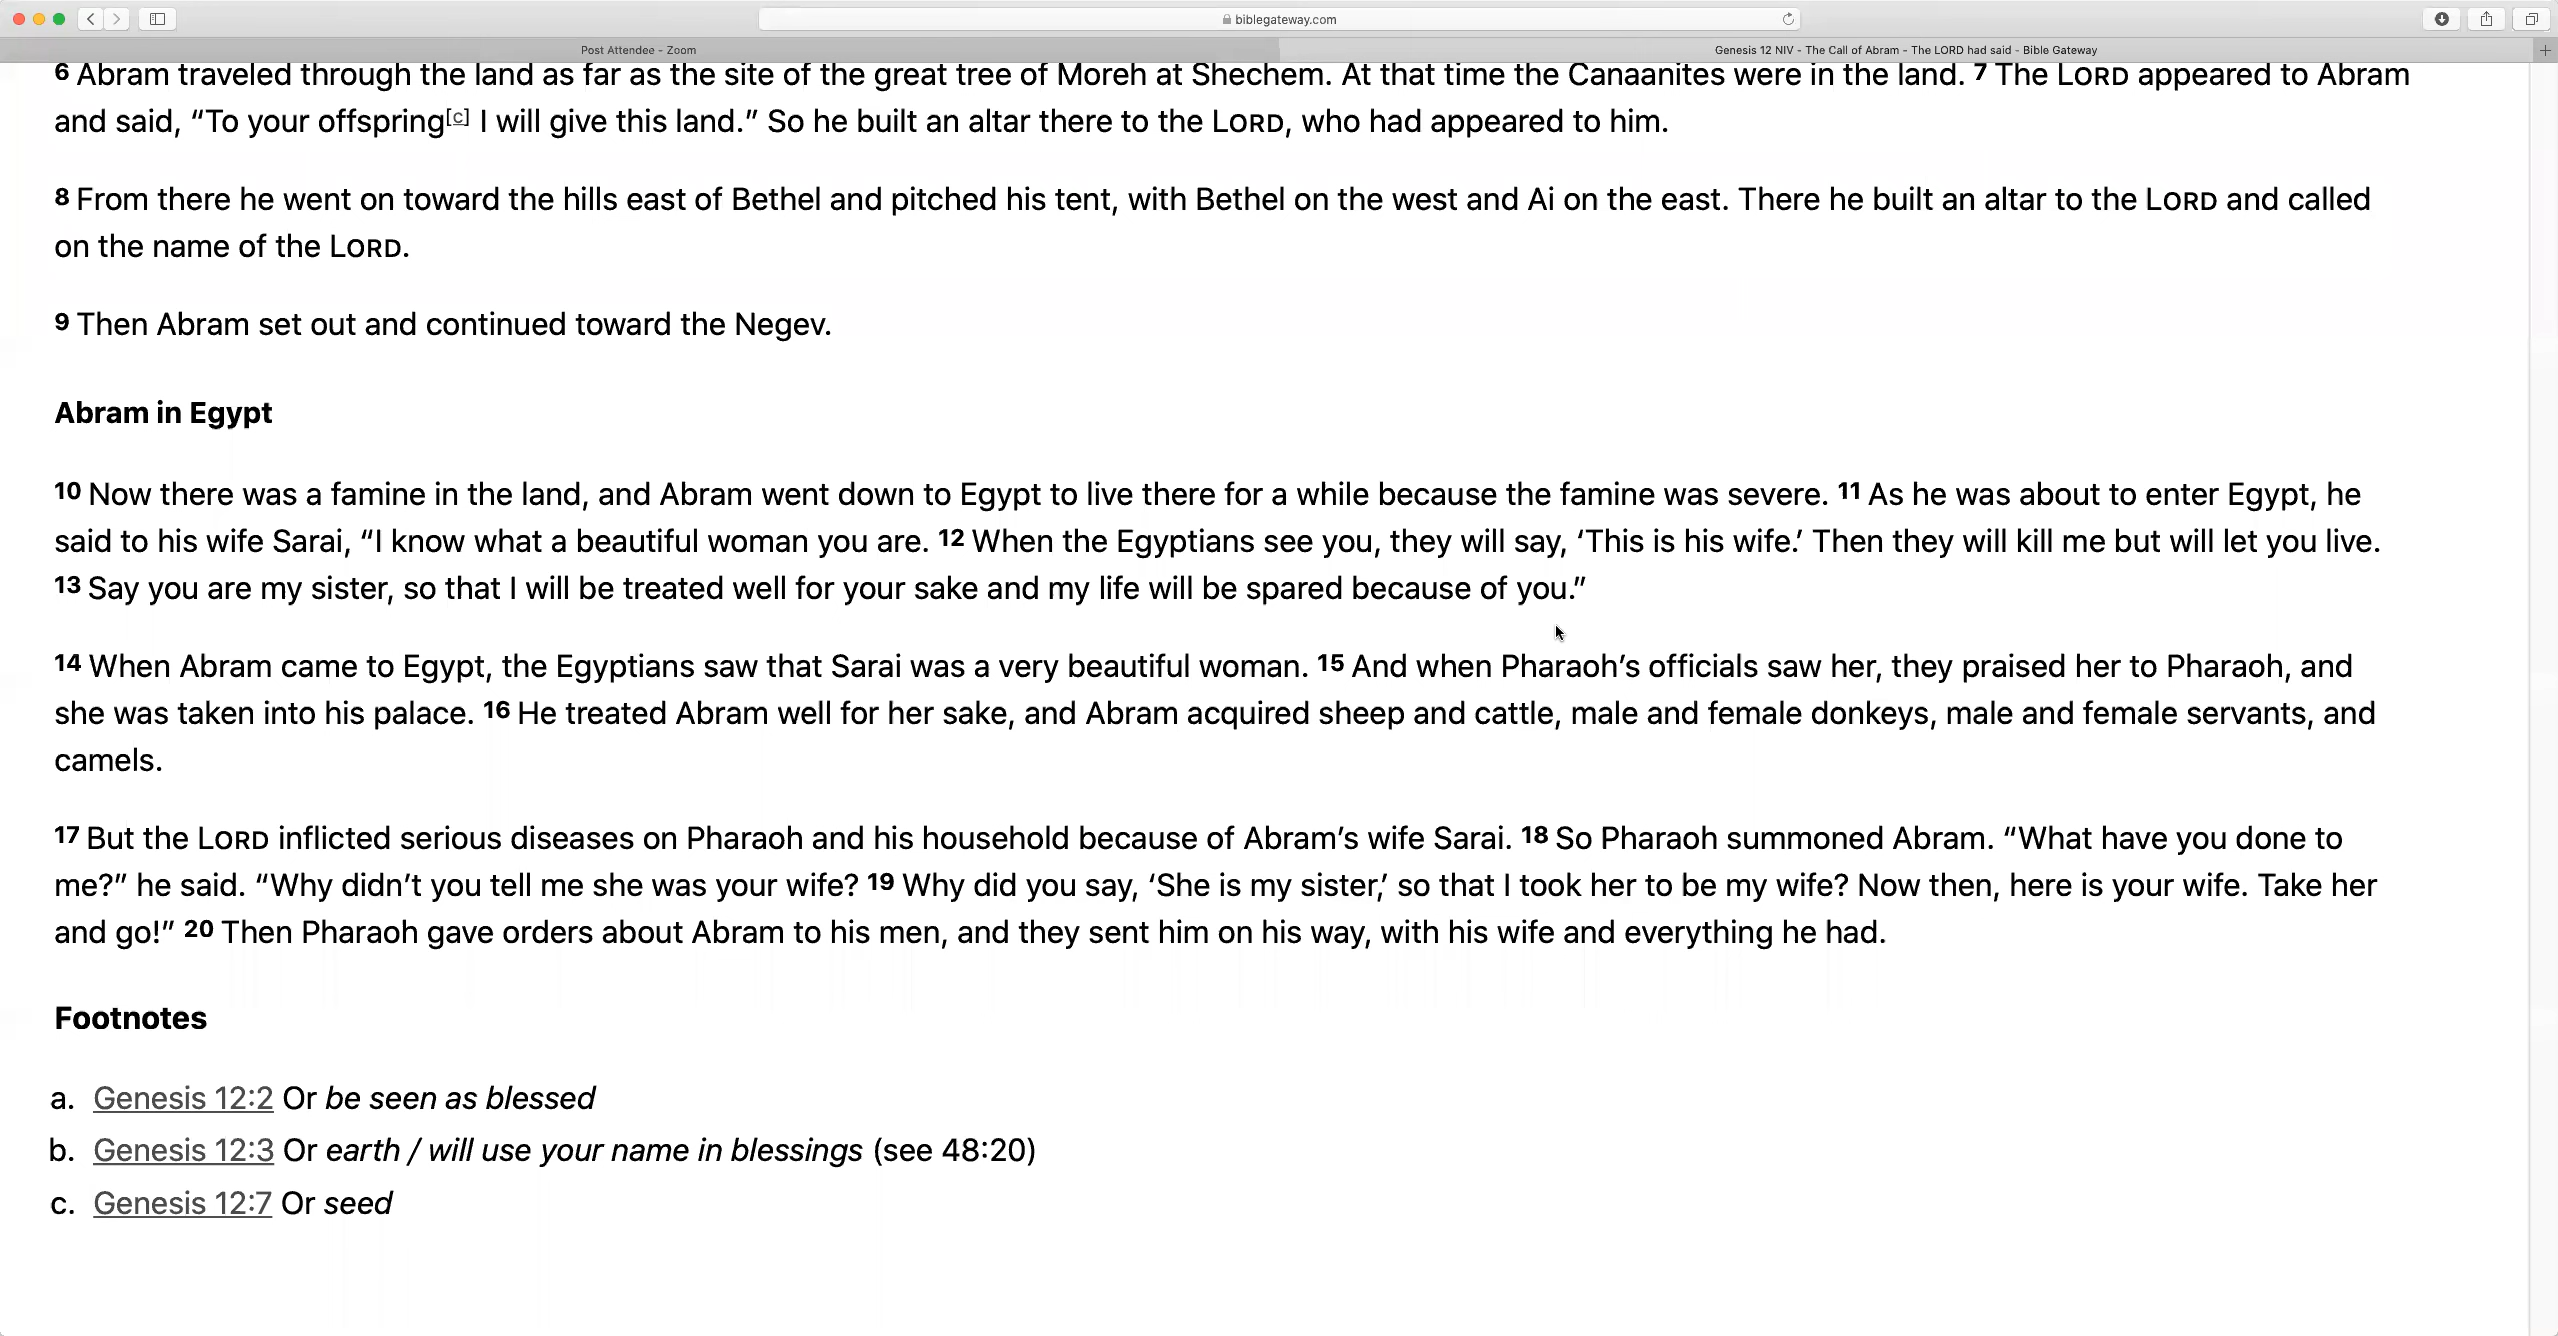 biblegateway.com
Post Attendee - Zoom
Genesis 12 NIV - The Call of Abram - The LORD had said - Bible Gateway
6 Abram traveled through the land as far as the site of the great tree of Moreh at Shechem. At that time the Canaanites were in the land. 7 The LORD appeared to Abram
and said, “To your offspring[c] I will give this land.” So he built an altar there to the LORD, who had appeared to him.
8 From there he went on toward the hills east of Bethel and pitched his tent, with Bethel on the west and Ai on the east. There he built an altar to the LORD and called
on the name of the LORD.
9 Then Abram set out and continued toward the Negev.
Abram in Egypt
10 Now there was a famine in the land, and Abram went down to Egypt to live there for a while because the famine was severe. 11 As he was about to enter Egypt, he
said to his wife Sarai, “I know what a beautiful woman you are. 12 When the Egyptians see you, they will say, ‘This is his wife.’ Then they will kill me but will let you live.
13 Say you are my sister, so that I will be treated well for your sake and my life will be spared because of you.”
14 When Abram came to Egypt, the Egyptians saw that Sarai was a very beautiful woman. 15 And when Pharaoh’s officials saw her, they praised her to Pharaoh, and
she was taken into his palace. 16 He treated Abram well for her sake, and Abram acquired sheep and cattle, male and female donkeys, male and female servants, and
camels.
17 But the LORD inflicted serious diseases on Pharaoh and his household because of Abram’s wife Sarai. 18 So Pharaoh summoned Abram. “What have you done to
me?” he said. “Why didn’t you tell me she was your wife? 19 Why did you say, ‘She is my sister,’ so that I took her to be my wife? Now then, here is your wife. Take her
and go!” 20 Then Pharaoh gave orders about Abram to his men, and they sent him on his way, with his wife and everything he had.
Footnotes
a. Genesis 12:2 Or be seen as blessed
b. Genesis 12:3 Or earth / will use your name in blessings (see 48:20)
c. Genesis 12:7 Or seed